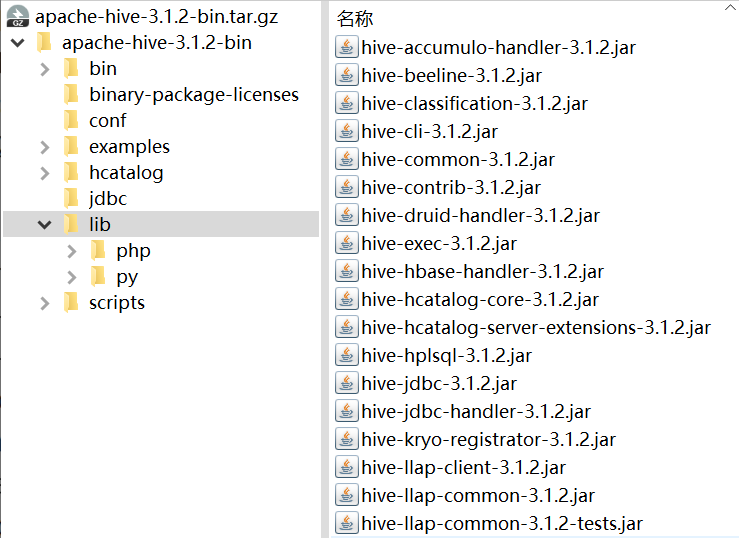 apache-hive-3.1.2-bin.tar.gz
apache-hive-3.1.2-bin
bin
binary-package-licenses
conf
examples
hcatalog
jdbc
lib
php
py
scripts
名称
hive-accumulo-handler-3.1.2.jar
hive-beeline-3.1.2.jar
hive-classification-3.1.2.jar
hive-cli-3.1.2.jar
hive-common-3.1.2.jar
hive-contrib-3.1.2.jar
hive-druid-handler-3.1.2.jar
hive-exec-3.1.2.jar
hive-hbase-handler-3.1.2.jar
hive-hcatalog-core-3.1.2.jar
hive-hcatalog-server-extensions-3.1.2.jar
hive-hplsql-3.1.2.jar
hive-jdbc-3.1.2.jar
hive-jdbc-handler-3.1.2.jar
hive-kryo-registrator-3.1.2.jar
hive-llap-client-3.1.2.jar
hive-llap-common-3.1.2.jar
hive-llap-common-3.1.2-tests.jar